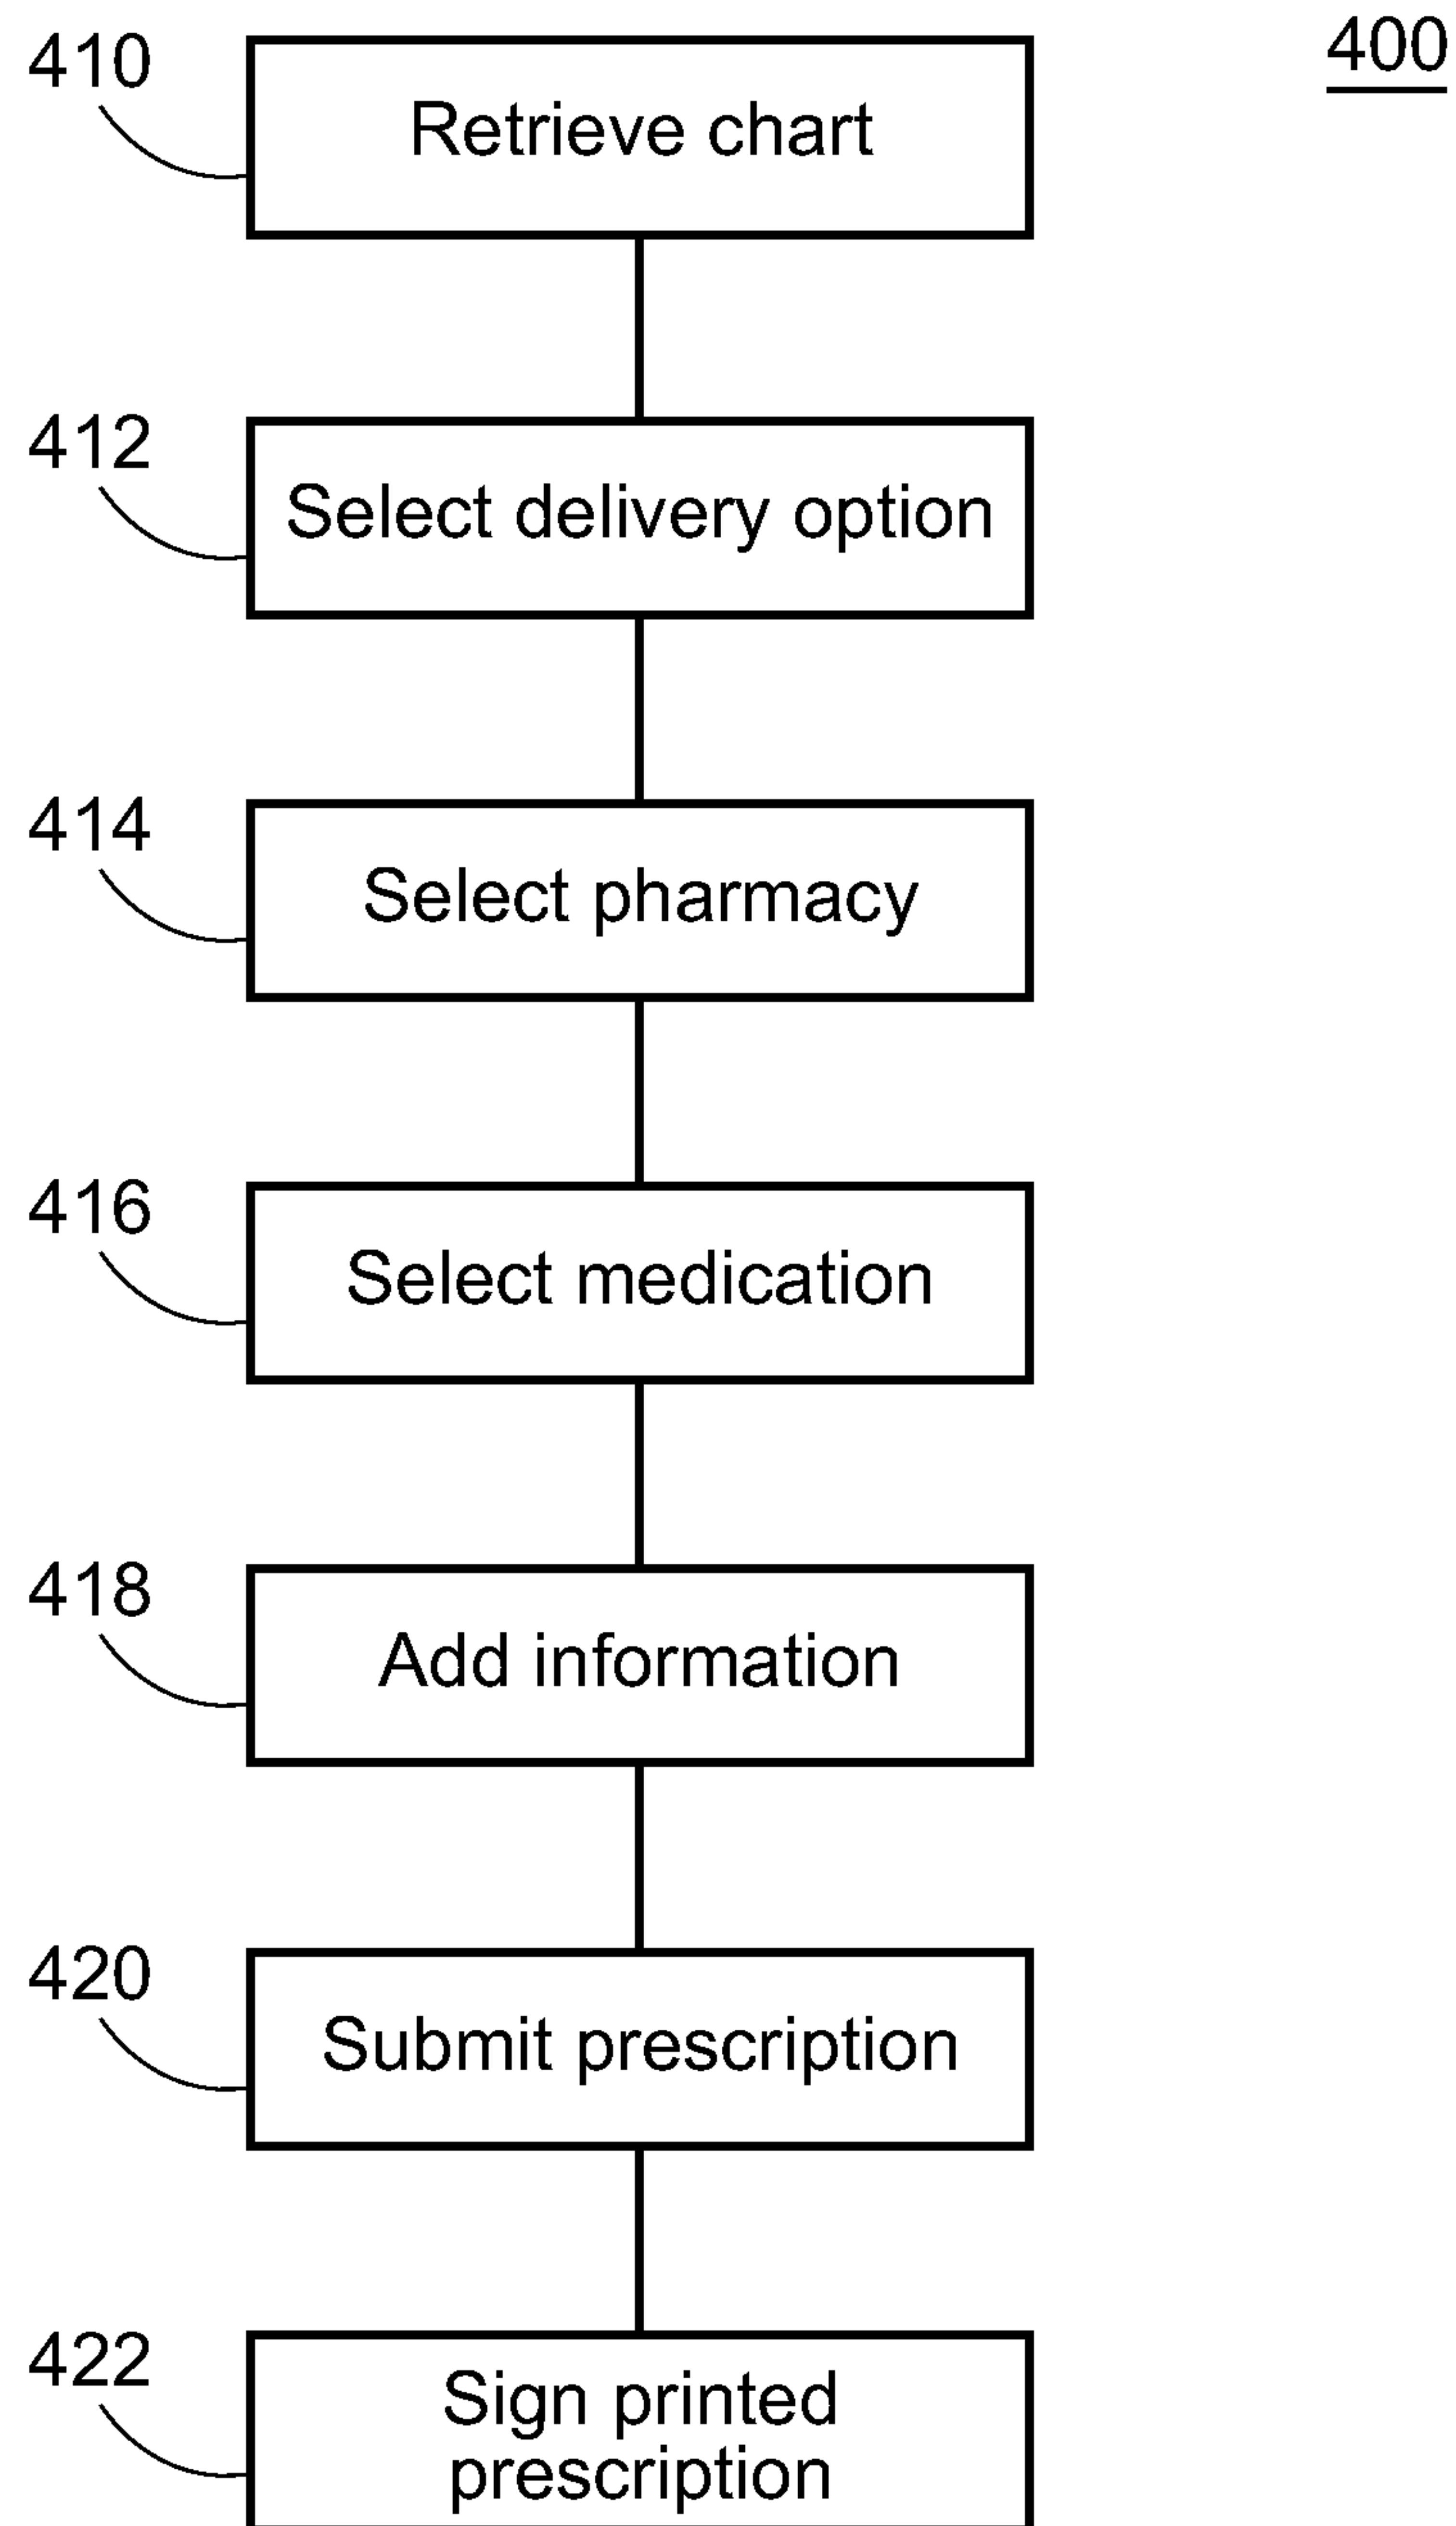 400
410
Retrieve chart
412
Select delivery option
414
Select pharmacy
416
Select medication
418
Add information
420
Submit prescription
422
Sign printed
prescription